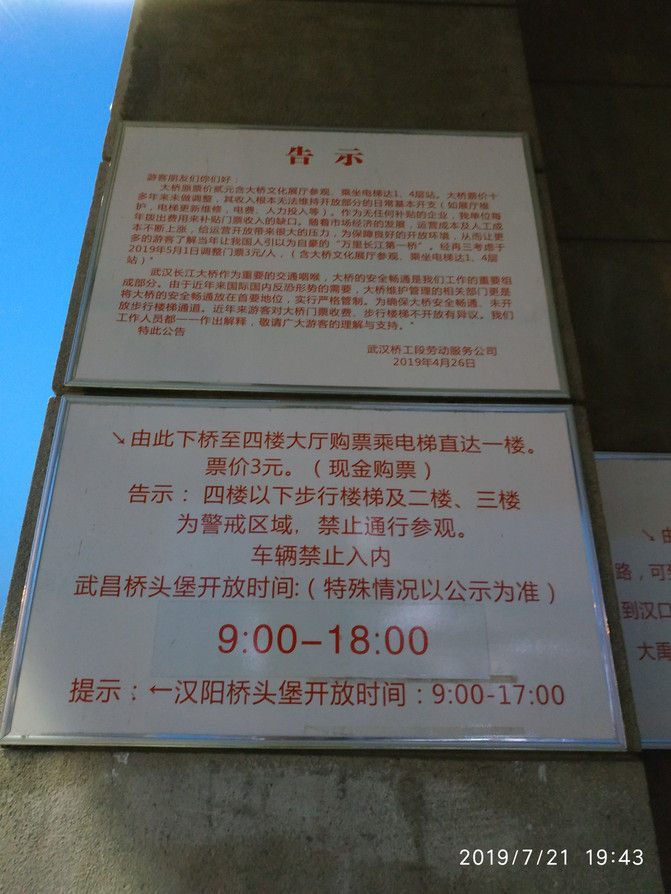 告示
游客朋友们你们好：
大桥原票价贰元含大桥文化展厅参观、乘坐电梯达1、4层站。大桥票价十
多年来未做调整，其收入根本无法维持开放部分的日常基本开支（如展厅维
护，电梯更新维修，电费、人力投入等）。作为无任何补贴的企业，我单位每
年拨出费用来补贴门票收入的缺口。随着市场经济的发展，运营成本及人工成
本不断上涨，给运营开放带来很大的压力，为保障良好的开放环境，从而让更
多的游客了解当年让我国人引以为自豪的“万里长江第一桥”。经再三考虑于
2019年5月1日调整门票3元/人，（含大桥文化展厅参观、乘坐电梯达1、4层
站）”
武汉长江大桥作为重要的交通咽喉，大桥的安全畅通是我们工作的重要组
成部分。由于近年来国际国内反恐形势的需要，大桥维护管理的相关部门更是
将大桥的安全畅通放在首要地位，实行严格管制。为确保大桥安全畅通、未开
放步行楼梯通道。近年来游客对大桥门票收费、步行楼梯不开放有异议。我们
工作人员都一一作出解释，敬请广大游客的理解与支持。”
特此公告
武汉桥工段劳动服务公司
2019年4月26日
↘由此下桥至四楼大厅购票乘电梯直达一楼。
票价3元。（现金购票）
告示：四楼以下步行楼梯及二楼、三楼
为警戒区域，禁止通行参观。
车辆禁止入内
武昌桥头堡开放时间:（特殊情况以公示为准）
9:00-18:00
提示：←汉阳桥头堡开放时间：9:00-17:00
↘由
路，可
到汉口
大禹
2019/7/21 19:43